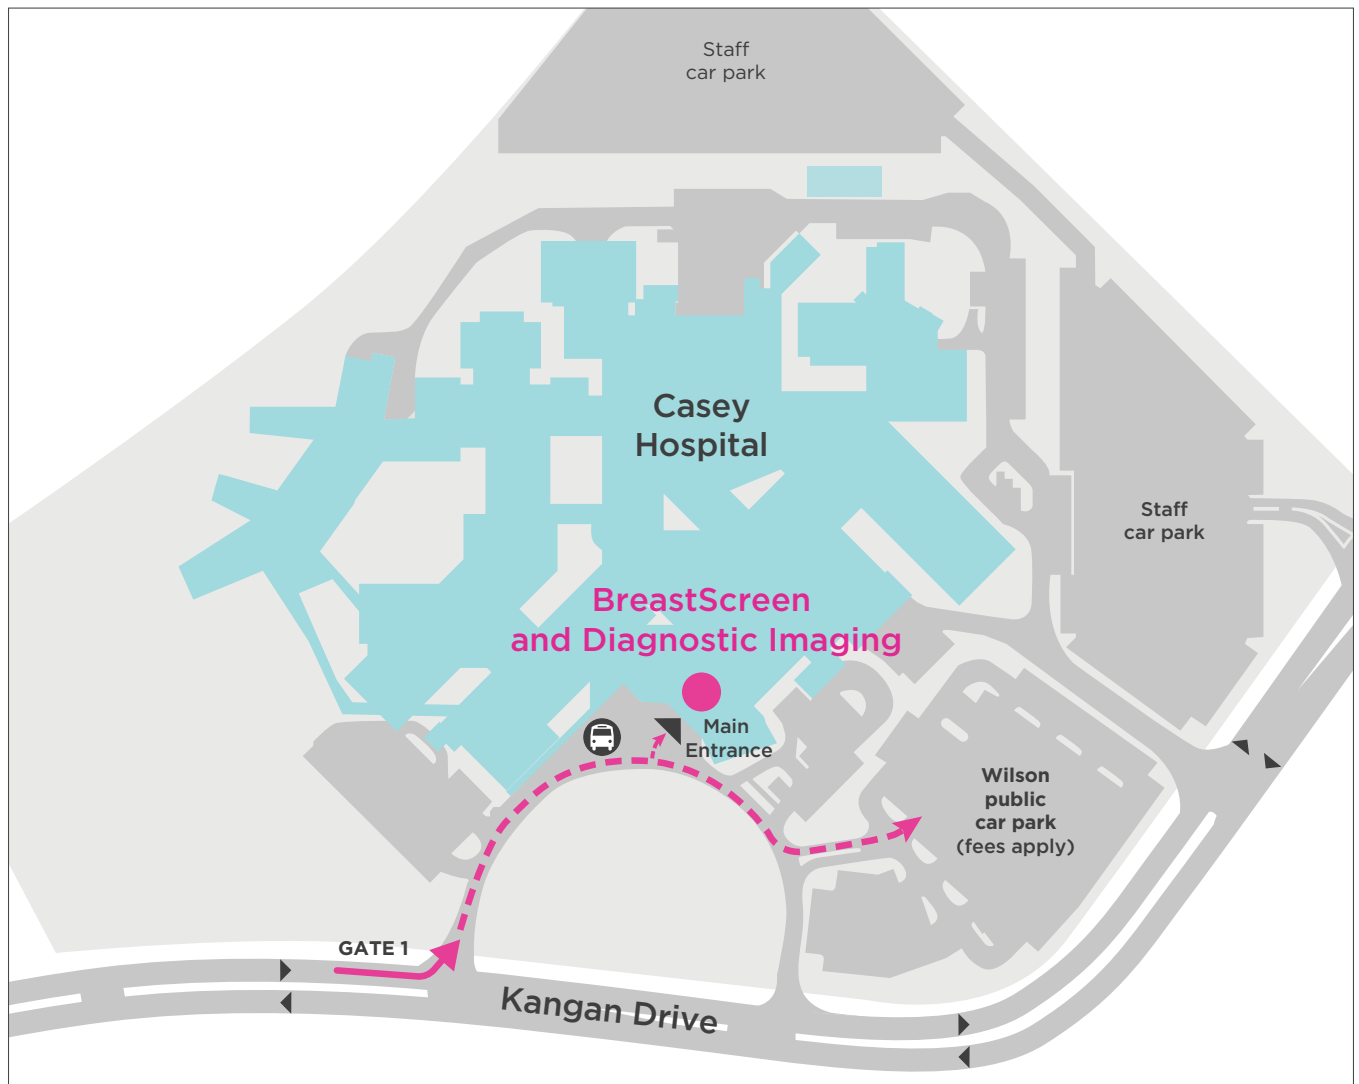 Staff
car park
Casey
Hospital
Staff
car park
BreastScreen
and Diagnostic Imaging
Main
Entrance
Wilson
public
car park
(fees apply)
GATE 1
Kangan Drive